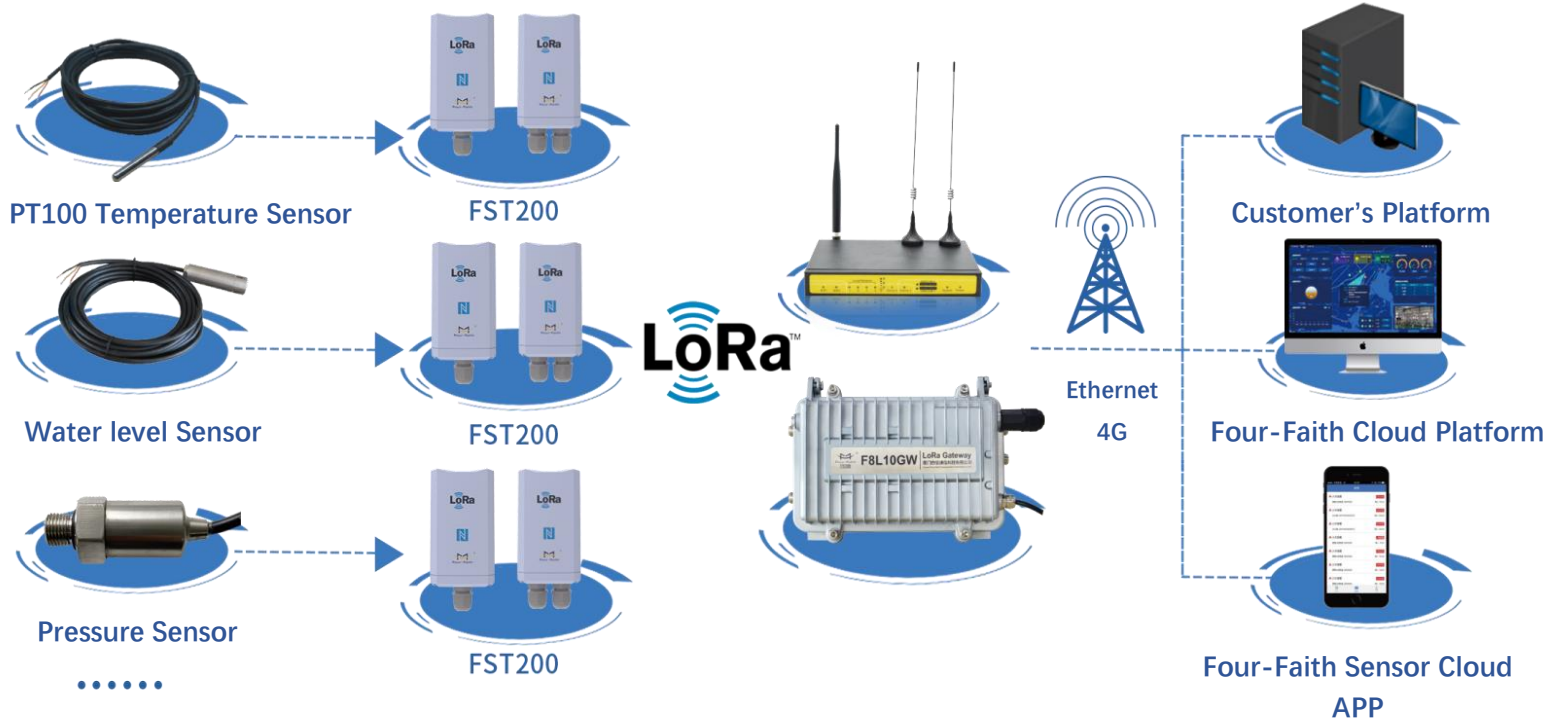 LoRa
LoRa
PT100 Temperature Sensor
FST200
Customer's Platform
LoRa
LoRa
LoRa™
Water level Sensor
FST200
Ethernet
4G
Four-Faith Cloud Platform
F8L10GW
LoRa Gateway
LoRa
LoRa
Pressure Sensor
FST200
......
Four-Faith Sensor Cloud
APP